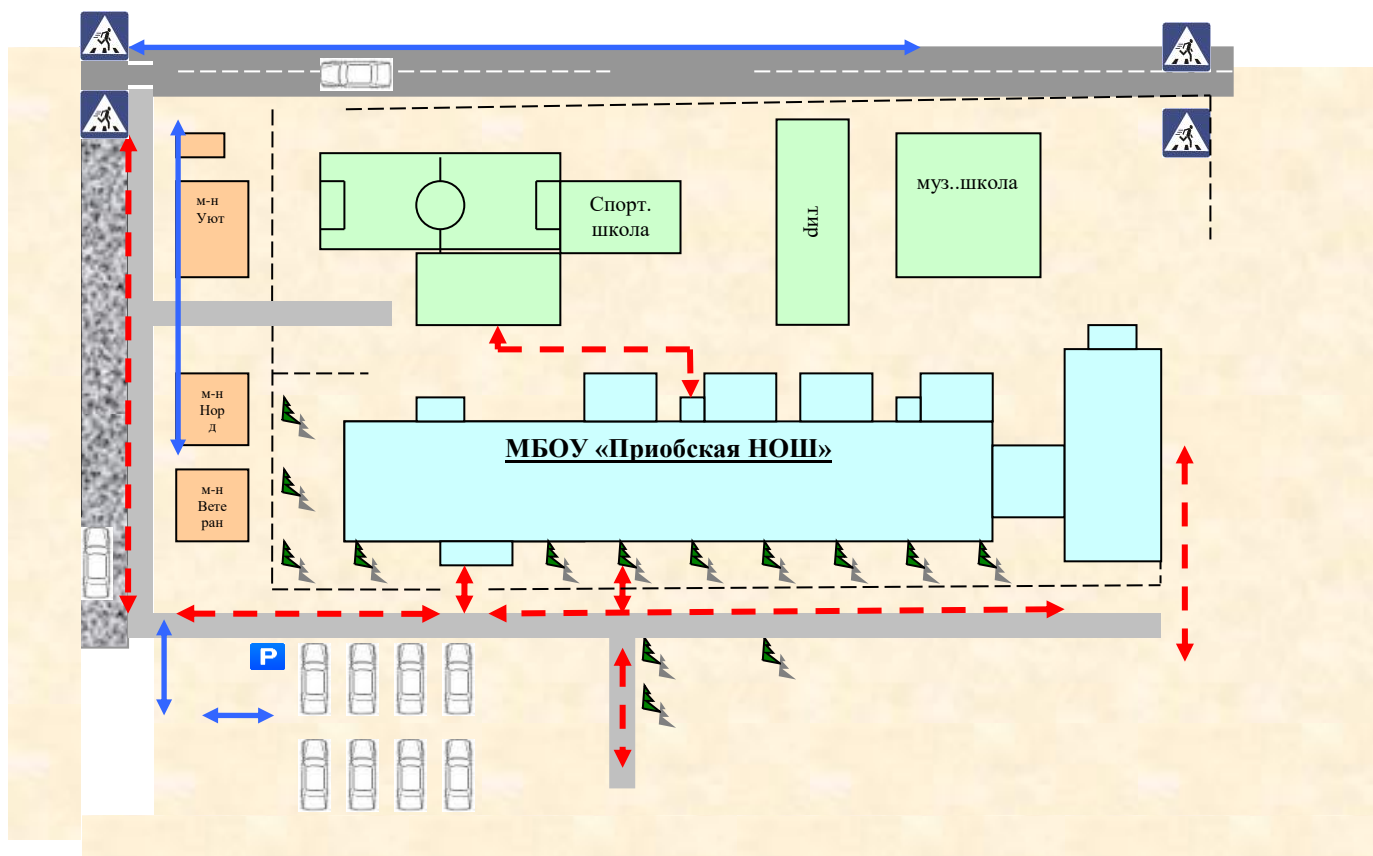 м-н
Уют
Спорт.
школа
тир
муз..школа
м-н
Нор
д
МБОУ «Приобская НОШ»
м-н
Вете
ран
P